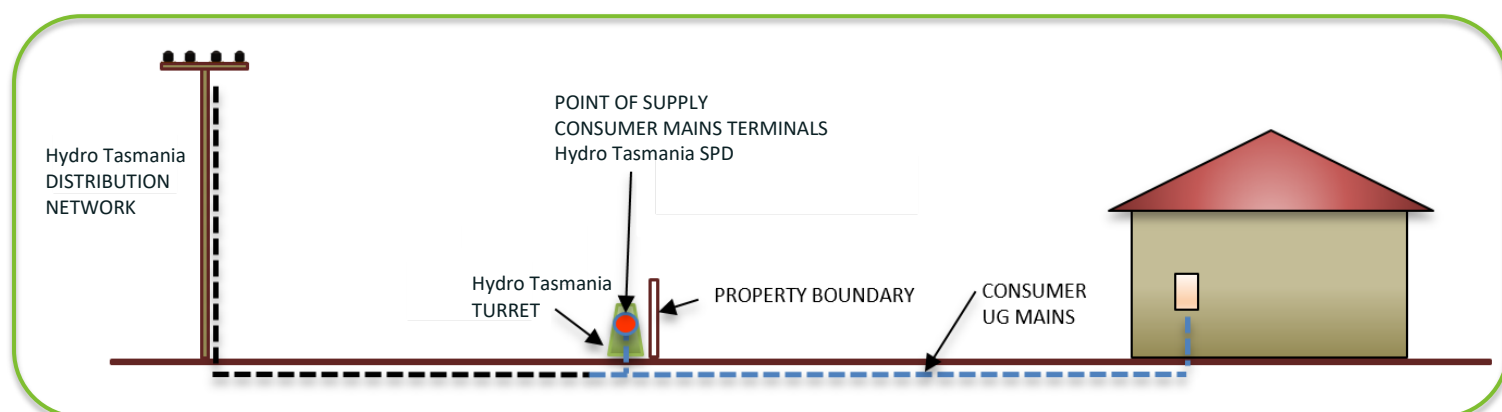 Hydro Tasmania
DISTRIBUTION
NETWORK
POINT OF SUPPLY
CONSUMER MAINS TERMINALS
Hydro Tasmania SPD
Hydro Tasmania
TURRET
PROPERTY BOUNDARY
CONSUMER
UG MAINS